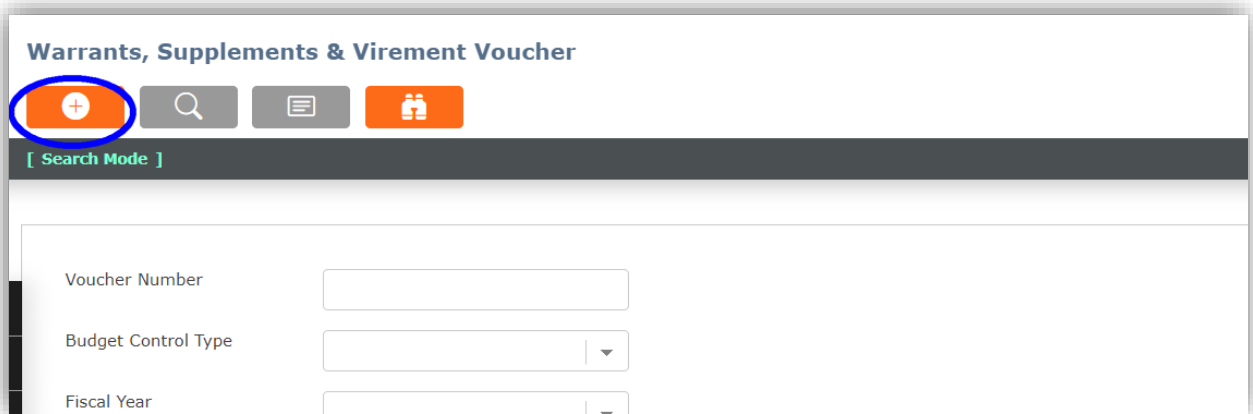 Warrants, Supplements & Virement Voucher
[ Search Mode ]
Voucher Number
Budget Control Type
Fiscal Year